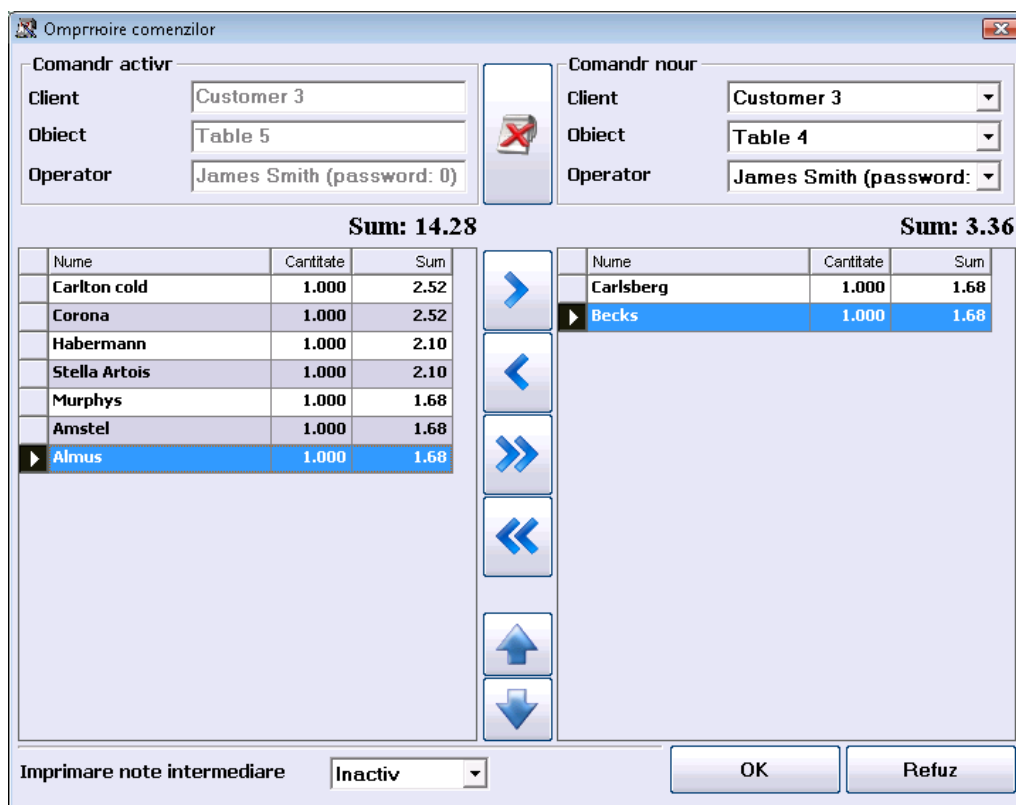 Ompгrюire comenzilor
Comandr activr
Client Customer 3
Obiect Table 5
Operator James Smith (password: 0)
Comandr nour
Client Customer 3
Obiect Table 4
Operator James Smith (password:
Sum: 14.28
Sum: 3.36
Nume Cantitate Sum
Carlton cold 1.000 2.52
Corona 1.000 2.52
Habermann 1.000 2.10
Stella Artois 1.000 2.10
Murphys 1.000 1.68
Amstel 1.000 1.68
Almus 1.000 1.68
Nume Cantitate Sum
Carlsberg 1.000 1.68
Becks 1.000 1.68
Imprimare note intermediare Inactiv
OK Refuz